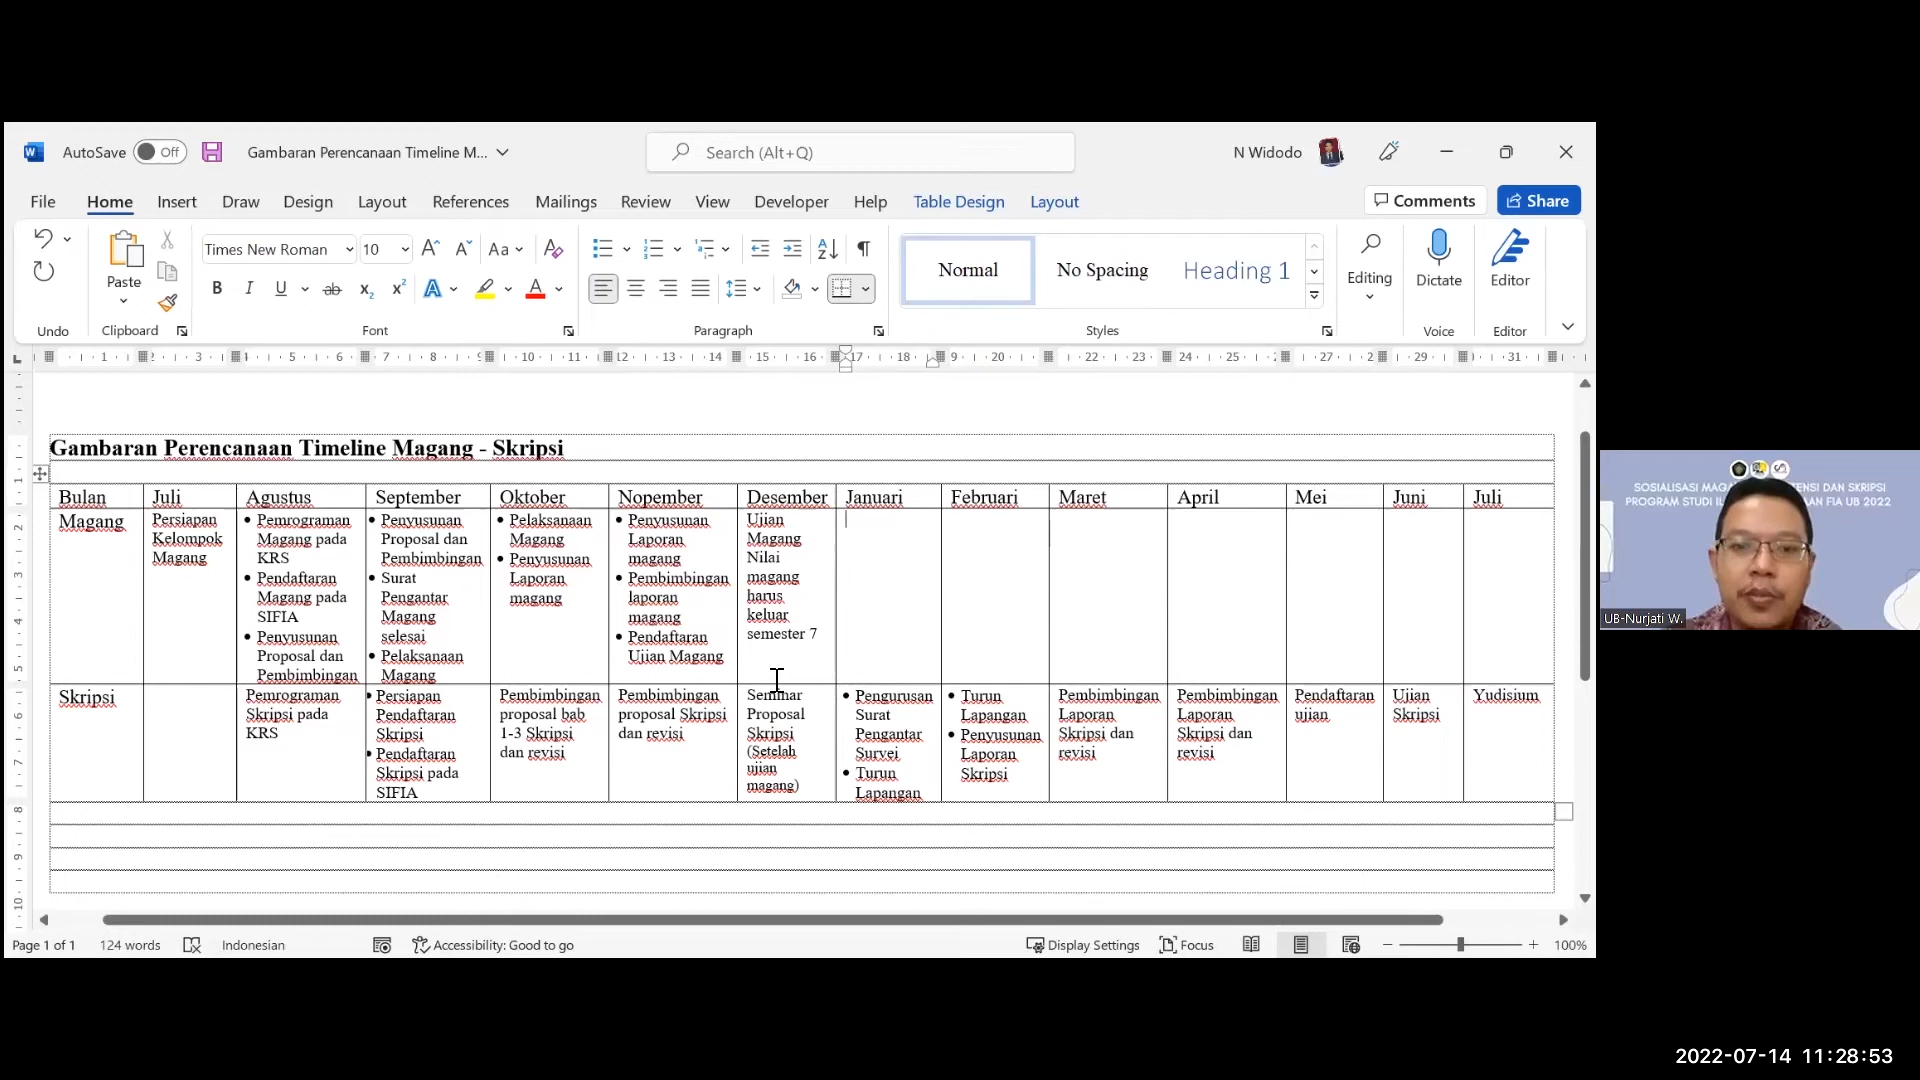 AutoSave Off Gambaran Perencanaan Timeline M... Search (Alt+Q) N Widodo
File Home Insert Draw Design Layout References Mailings Review View Developer Help Table Design Layout Comments Share
Times New Roman 10 Aa
Paste
Normal No Spacing Heading 1
Editing Dictate Editor
Undo Clipboard Font Paragraph Styles Voice Editor
Gambaran Perencanaan Timeline Magang - Skripsi
Bulan Juli Agustus September Oktober Nopember Desember Januari Februari Maret April Mei Juni Juli
Magang
Persiapan
Kelompok
Magang
• Pemrograman
Magang pada
KRS
• Pendaftaran
Magang pada
SIFIA
• Penyusunan
Proposal dan
Pembimbingan
• Penyusunan
Proposal dan
Pembimbingan
• Surat
Pengantar
Magang
selesai
• Pelaksanaan
Magang
• Pelaksanaan
Magang
• Penyusunan
Laporan
magang
• Penyusunan
Laporan
magang
• Pembimbingan
laporan
magang
• Pendaftaran
Ujian Magang
Ujian
Magang
Nilai
magang
harus
keluar
semester 7
Skripsi
Pemrograman
Skripsi pada
KRS
• Persiapan
Pendaftaran
Skripsi
• Pendaftaran
Skripsi pada
SIFIA
Pembimbingan
proposal bab
1-3 Skripsi
dan revisi
Pembimbingan
proposal Skripsi
dan revisi
Seminar
Proposal
Skripsi
(Setelah
ujian
magang)
• Pengurusan
Surat
Pengantar
Survei
• Turun
Lapangan
• Turun
Lapangan
• Penyusunan
Laporan
Skripsi
Pembimbingan
Laporan
Skripsi dan
revisi
Pembimbingan
Laporan
Skripsi dan
revisi
Pendaftaran
ujian
Ujian
Skripsi
Yudisium
Page 1 of 1 124 words Indonesian Accessibility: Good to go Display Settings Focus 100%
SOSIALISASI
DAN SKRIPSI
PROGRAM STUDI
FIA UB 2022
UB-Nurjati W.
2022-07-14 11:28:53